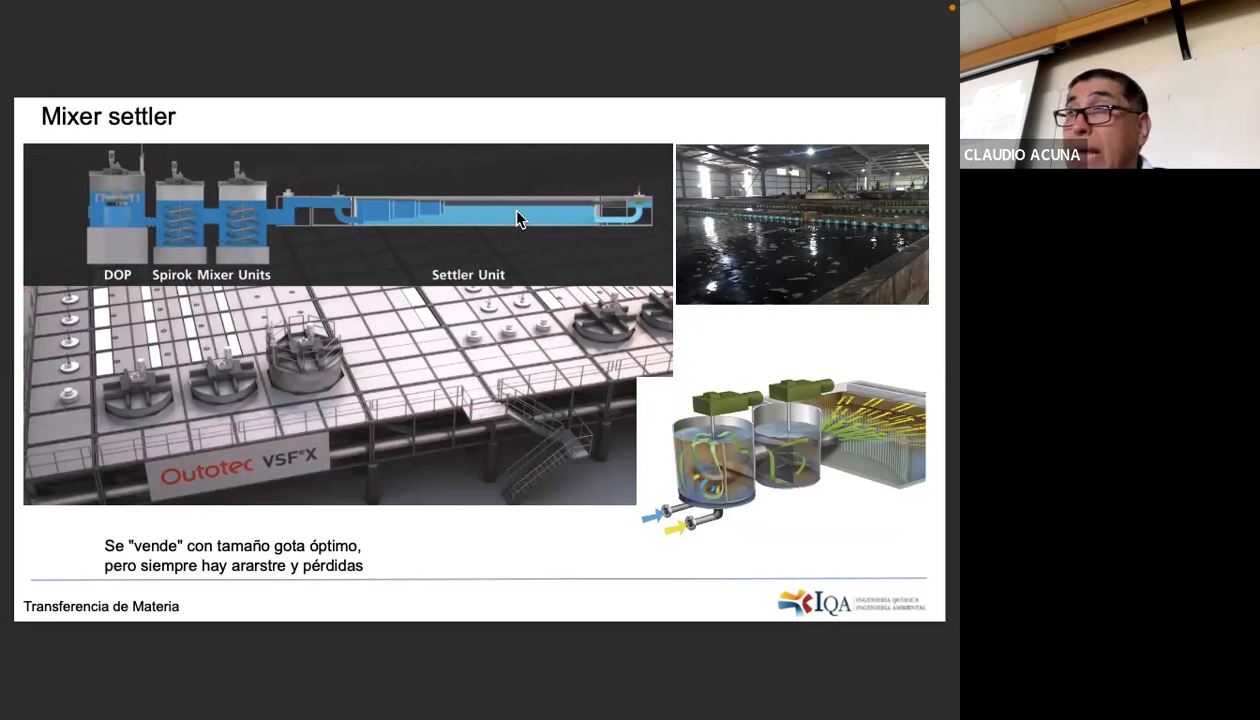 Mixer settler
CLAUDIO ACUNA
DOP
Spirok Mixer Units
Settler Unit
Outotec VSF®X
Se "vende" con tamaño gota óptimo,
pero siempre hay ararstre y pérdidas
Transferencia de Materia
IQA
INGENIERÍA QUÍMICA
INGENIERÍA AMBIENTAL